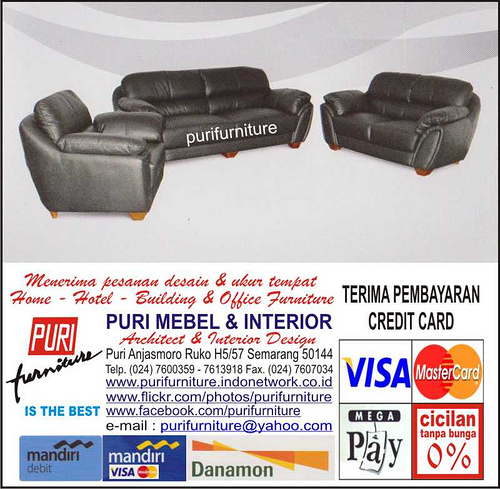 purifurniture
Menerima pesanan desain & ukur tempat
Home - Hotel - Building & Office Furniture
PURI
furniture
IS THE BEST
PURI MEBEL & INTERIOR
Architect & Interior Design
Puri Anjasmoro Ruko H5/57 Semarang 50144
Telp. (024) 7600359 - 7613918 Fax. (024) 7607034
www.purifurniture.indonetwork.co.id
www.flickr.com/photos/purifurniture
www.facebook.com/purifurniture
e-mail : purifurniture@yahoo.com
TERIMA PEMBAYARAN
CREDIT CARD
VISA
MasterCard
MEGA
Pay
%
cicilan
tanpa bunga
0%
mandiri
debit
mandiri
VISA MasterCard
Danamon